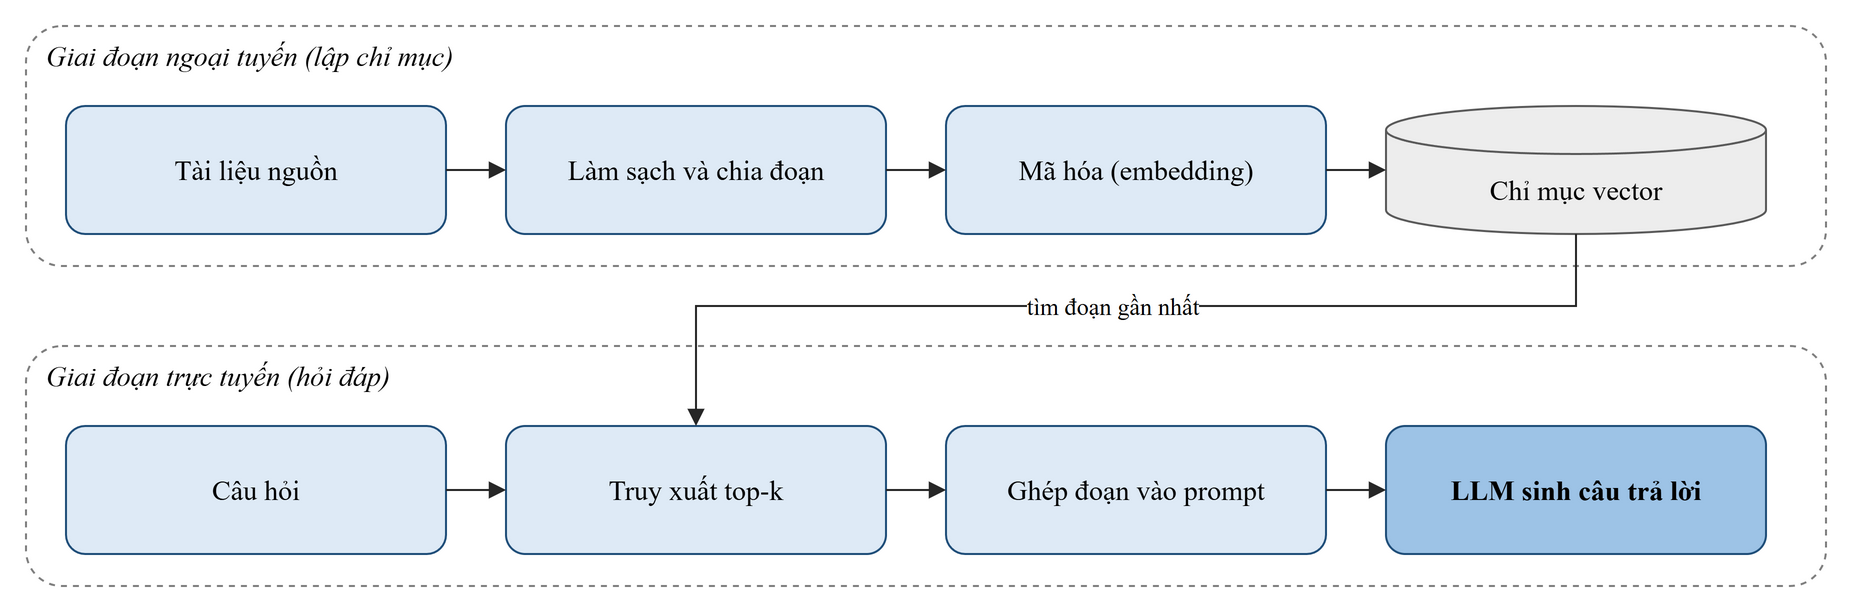 Giai đoạn ngoại tuyến (lập chỉ mục)
Tài liệu nguồn
Làm sạch và chia đoạn
Mã hóa (embedding)
Chỉ mục vector
tìm đoạn gần nhất
Giai đoạn trực tuyến (hỏi đáp)
Câu hỏi
Truy xuất top-k
Ghép đoạn vào prompt
LLM sinh câu trả lời